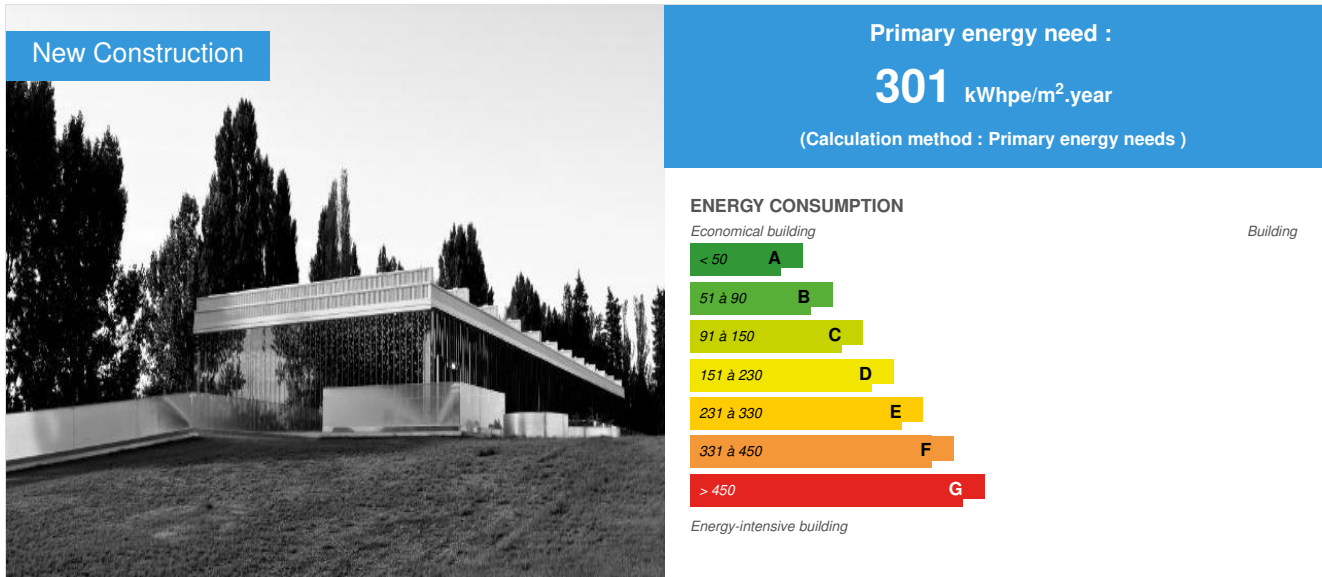 New Construction
Primary energy need :
301 kWhpe/m².year
(Calculation method : Primary energy needs )
ENERGY CONSUMPTION
Economical building
Building
< 50 A
51 à 90 B
91 à 150 C
151 à 230 D
231 à 330 E
331 à 450 F
> 450 G
Energy-intensive building